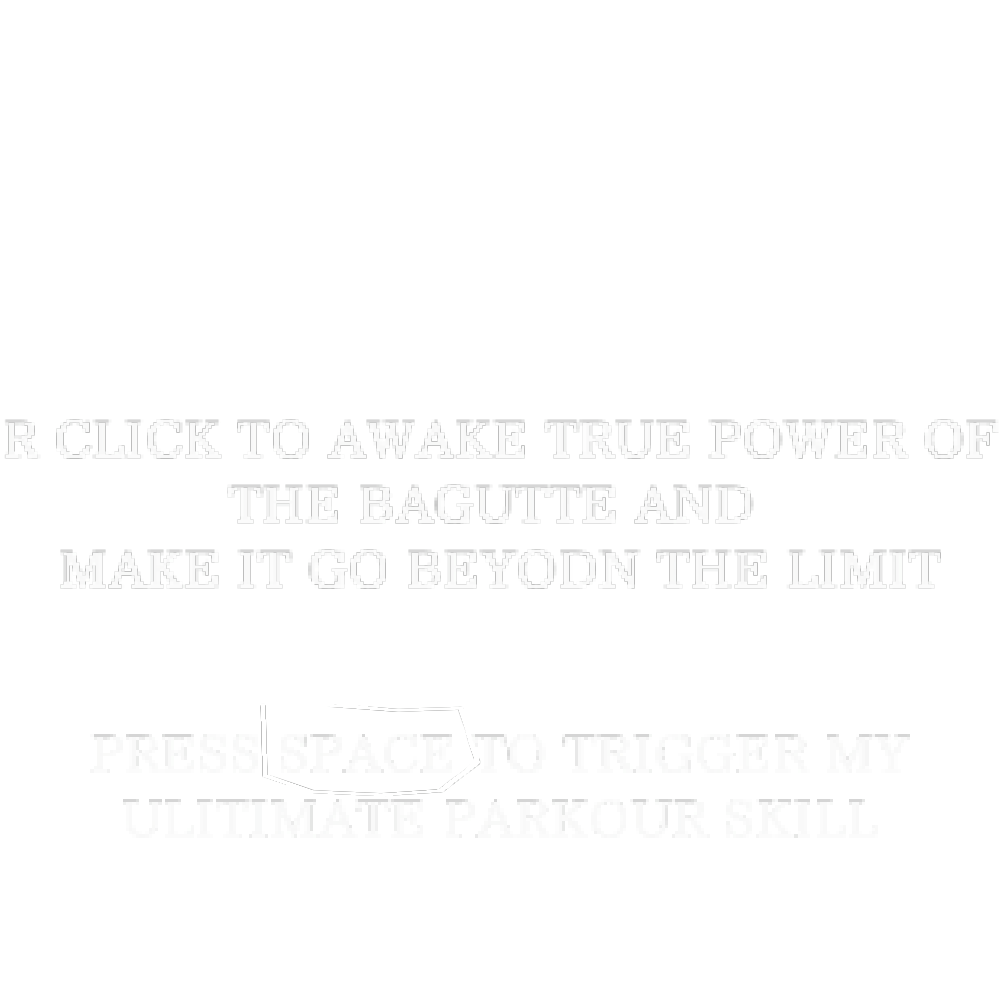 R CLICK TO AWAKE TRUE POWER OF
THE BAGUTTE AND
MAKE IT GO BEYODN THE LIMIT
PRESS SPACE TO TRIGGER MY
ULITIMATE PARKOUR SKILL